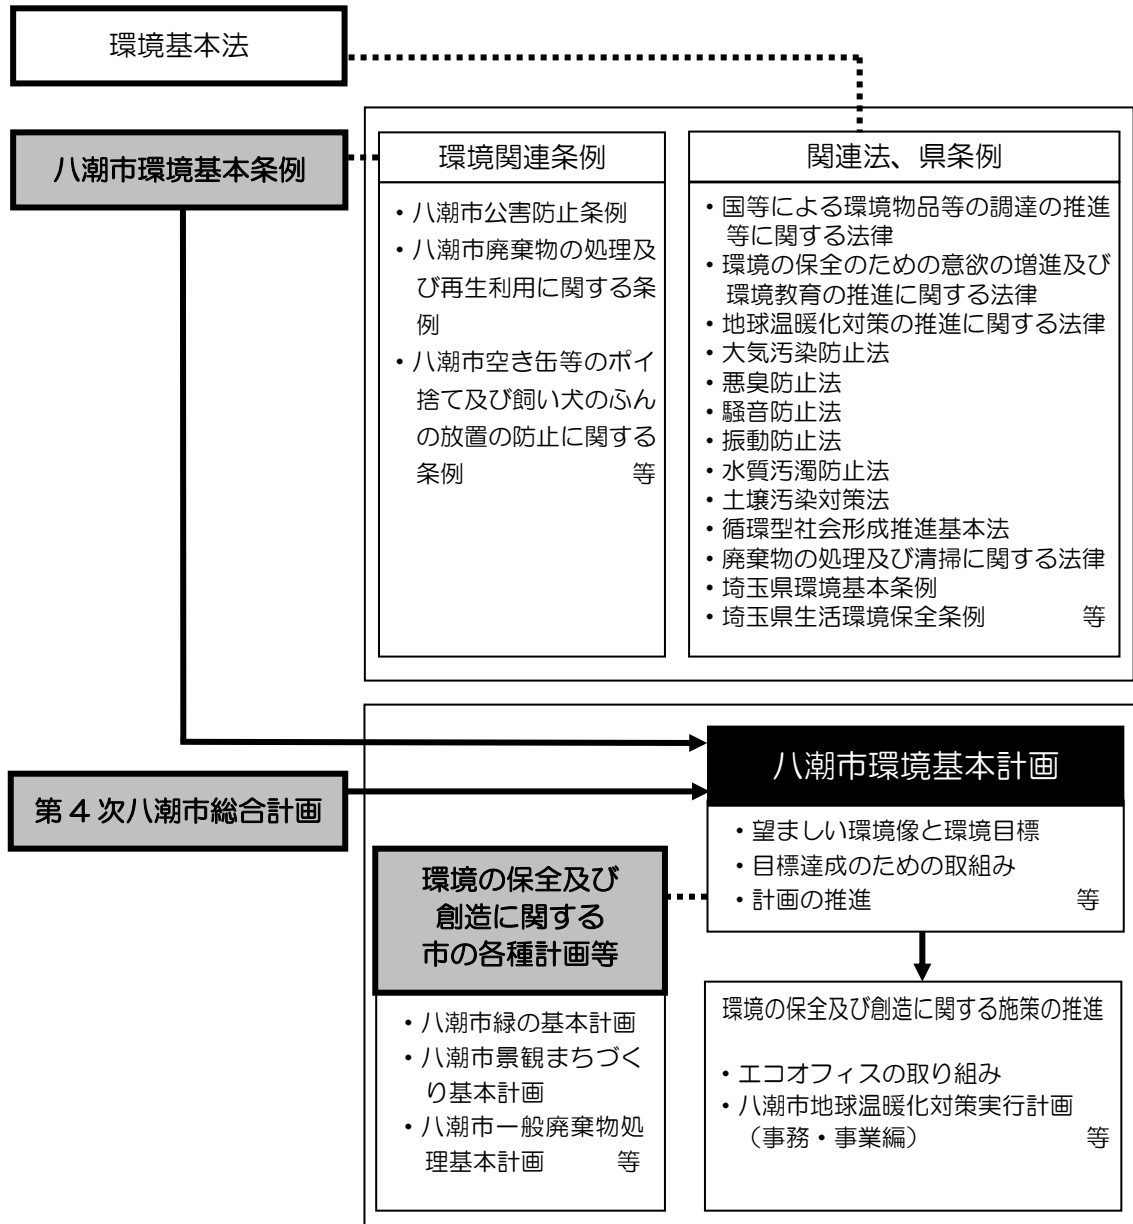 環境基本法
八潮市環境基本条例
環境関連条例
・八潮市公害防止条例
・八潮市廃棄物の処理及
び再生利用に関する条
例
・八潮市空き缶等のポイ
捨て及び飼い犬のふん
の放置の防止に関する
条例 等
関連法、県条例
・国等による環境物品等の調達の推進
等に関する法律
・環境の保全のための意欲の増進及び
環境教育の推進に関する法律
・地球温暖化対策の推進に関する法律
・大気汚染防止法
・悪臭防止法
・騒音防止法
・振動防止法
・水質汚濁防止法
・土壌汚染対策法
・循環型社会形成推進基本法
・廃棄物の処理及び清掃に関する法律
・埼玉県環境基本条例
・埼玉県生活環境保全条例 等
第4次八潮市総合計画
八潮市環境基本計画
・望ましい環境像と環境目標
・目標達成のための取組み
・計画の推進 等
環境の保全及び
創造に関する
市の各種計画等
・八潮市緑の基本計画
・八潮市景観まちづく
り基本計画
・八潮市一般廃棄物処
理基本計画 等
環境の保全及び創造に関する施策の推進
・エコオフィスの取り組み
・八潮市地球温暖化対策実行計画
（事務・事業編） 等